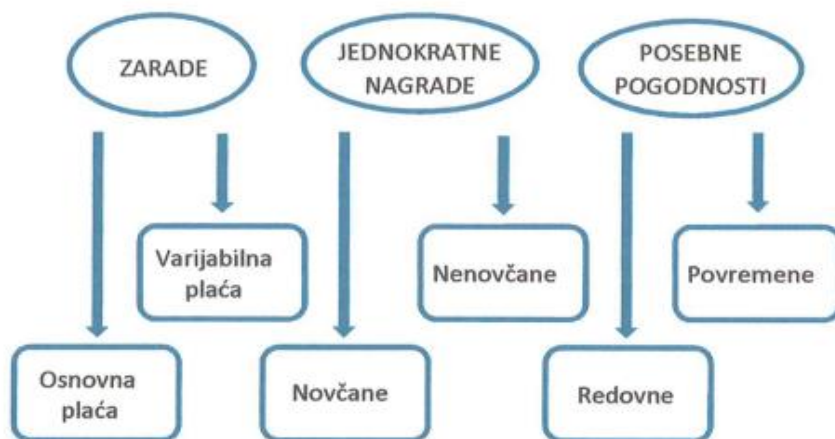 ZARADE
JEDNOKRATNE
NAGRADE
POSEBNE
POGODNOSTI
Varijabilna
plaća
Nenovčane
Povremene
Osnovna
plaća
Novčane
Redovne